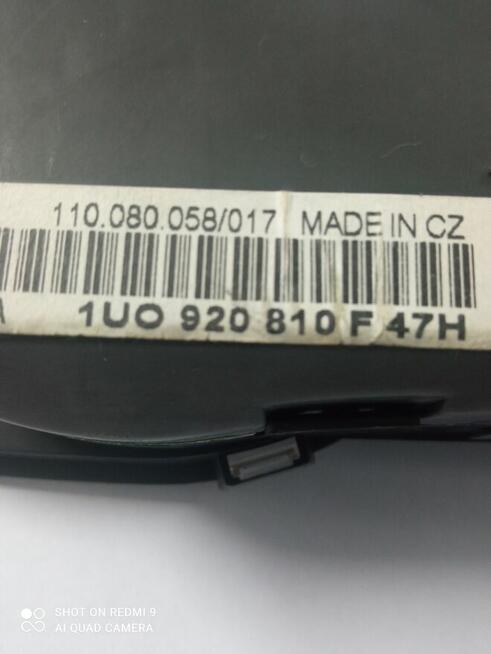 110.080.058/017 MADE IN CZ
A 1UO 920 810 F 47H
SHOT ON REDMI 9
AI QUAD CAMERA